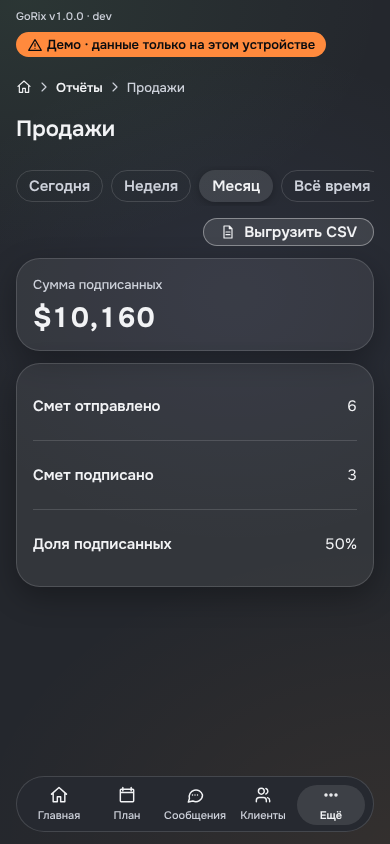 GoRix v1.0.0 · dev
Демо · данные только на этом устройстве
Отчёты > Продажи
Продажи
Сегодня Неделя Месяц Всё время
Выгрузить CSV
Сумма подписанных
$10,160
Смет отправлено 6
Смет подписано 3
Доля подписанных 50%
Главная План Сообщения Клиенты Ещё